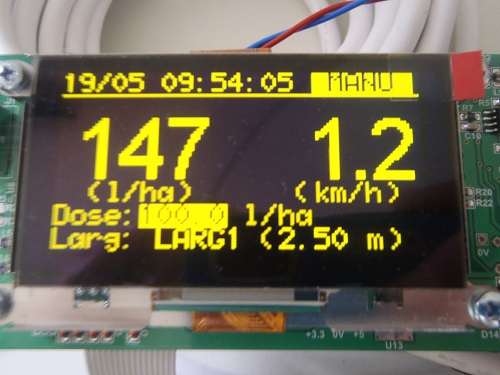 19/05 09:54:05 MANU
147 1.2
(l/ha) (km/h)
Dose: 100.0 l/ha
Larg: LARG1 (2.50 m)
R20
R22
0V
+3.3 0V +5
U13
D14